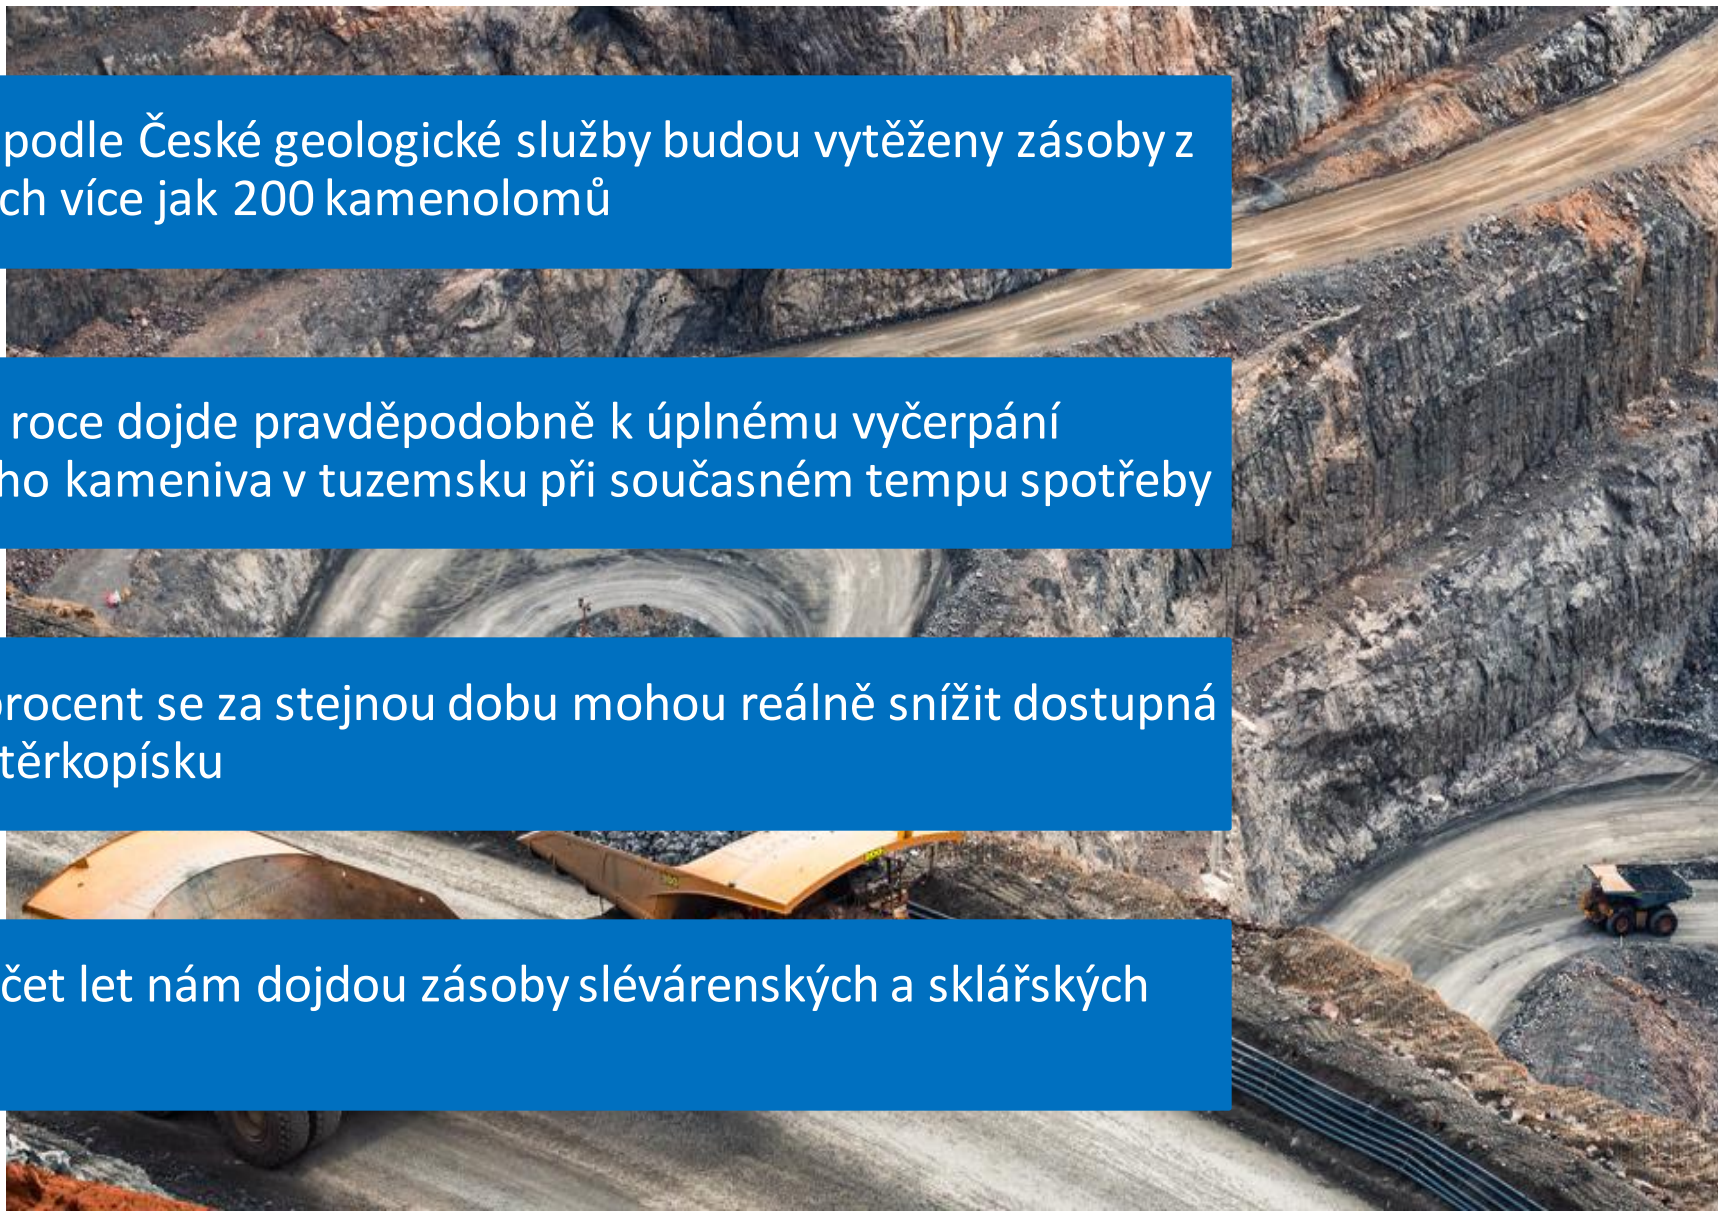 podle České geologické služby budou vytěženy zásoby z
ch více jak 200 kamenolomů
roce dojde pravděpodobně k úplnému vyčerpání
ho kameniva v tuzemsku při současném tempu spotřeby
procent se za stejnou dobu mohou reálně snížit dostupná
těrkopísku
čet let nám dojdou zásoby slévárenských a sklářských